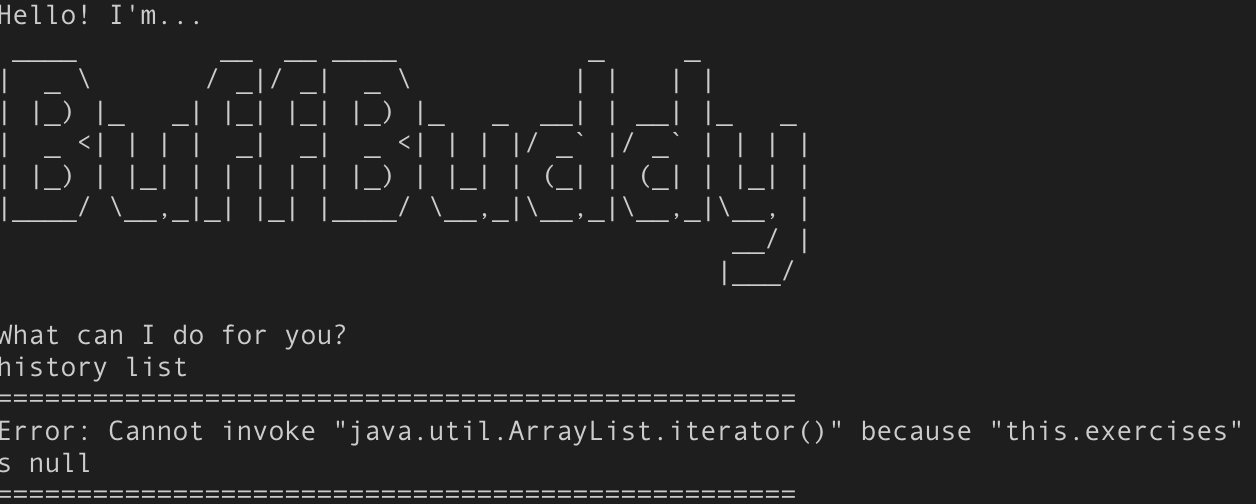 Hello! I'm...
BuffBuddy
What can I do for you?
history list
==================================================
Error: Cannot invoke "java.util.ArrayList.iterator()" because "this.exercises"
s null
==================================================